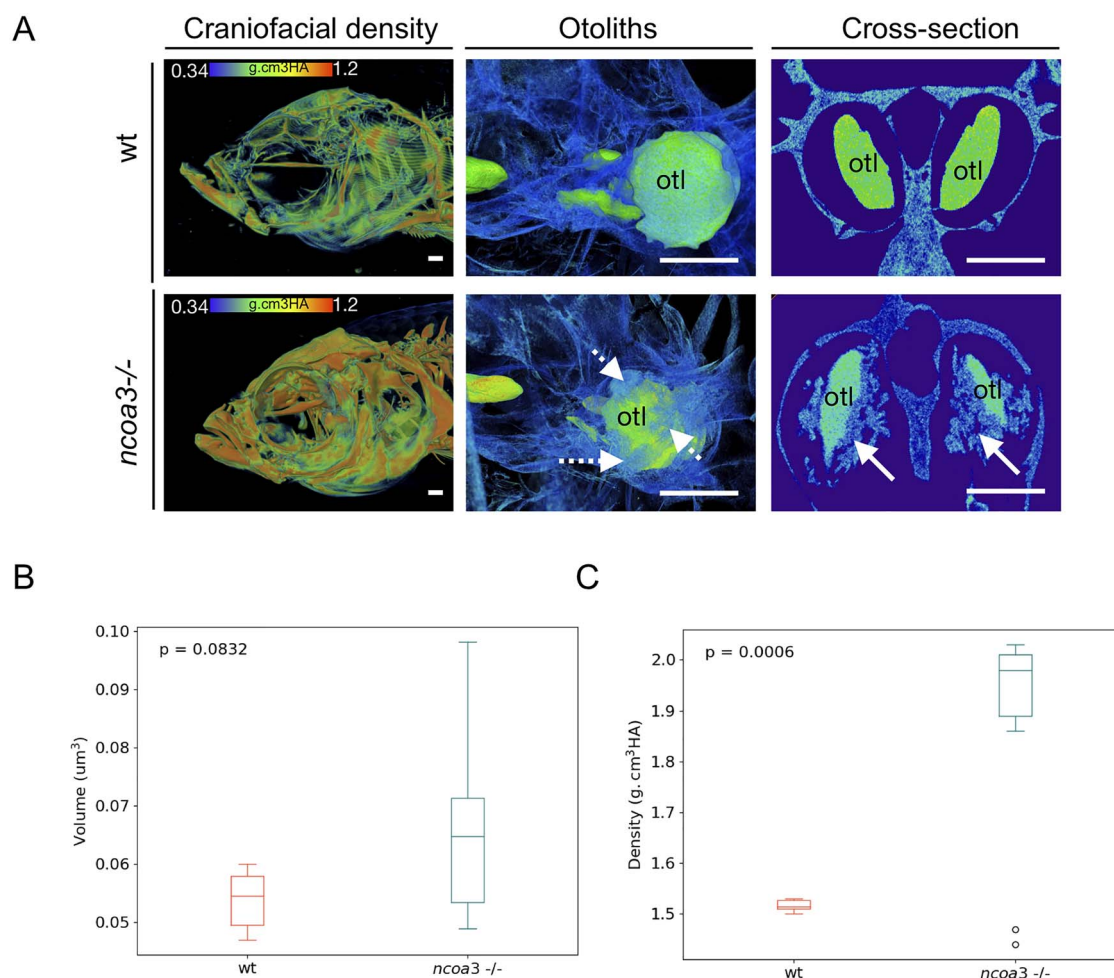 A
Craniofacial density Otoliths Cross-section
wt
0.34 g.cm3HA 1.2
otl
otl otl
ncoa3-/-
0.34 g.cm3HA 1.2
otl
otl otl
B
p = 0.0832
Volume (um³)
0.10
0.09
0.08
0.07
0.06
0.05
wt ncoa3 -/-
C
p = 0.0006
Density (g. cm³HA)
2.0
1.9
1.8
1.7
1.6
1.5
wt ncoa3 -/-